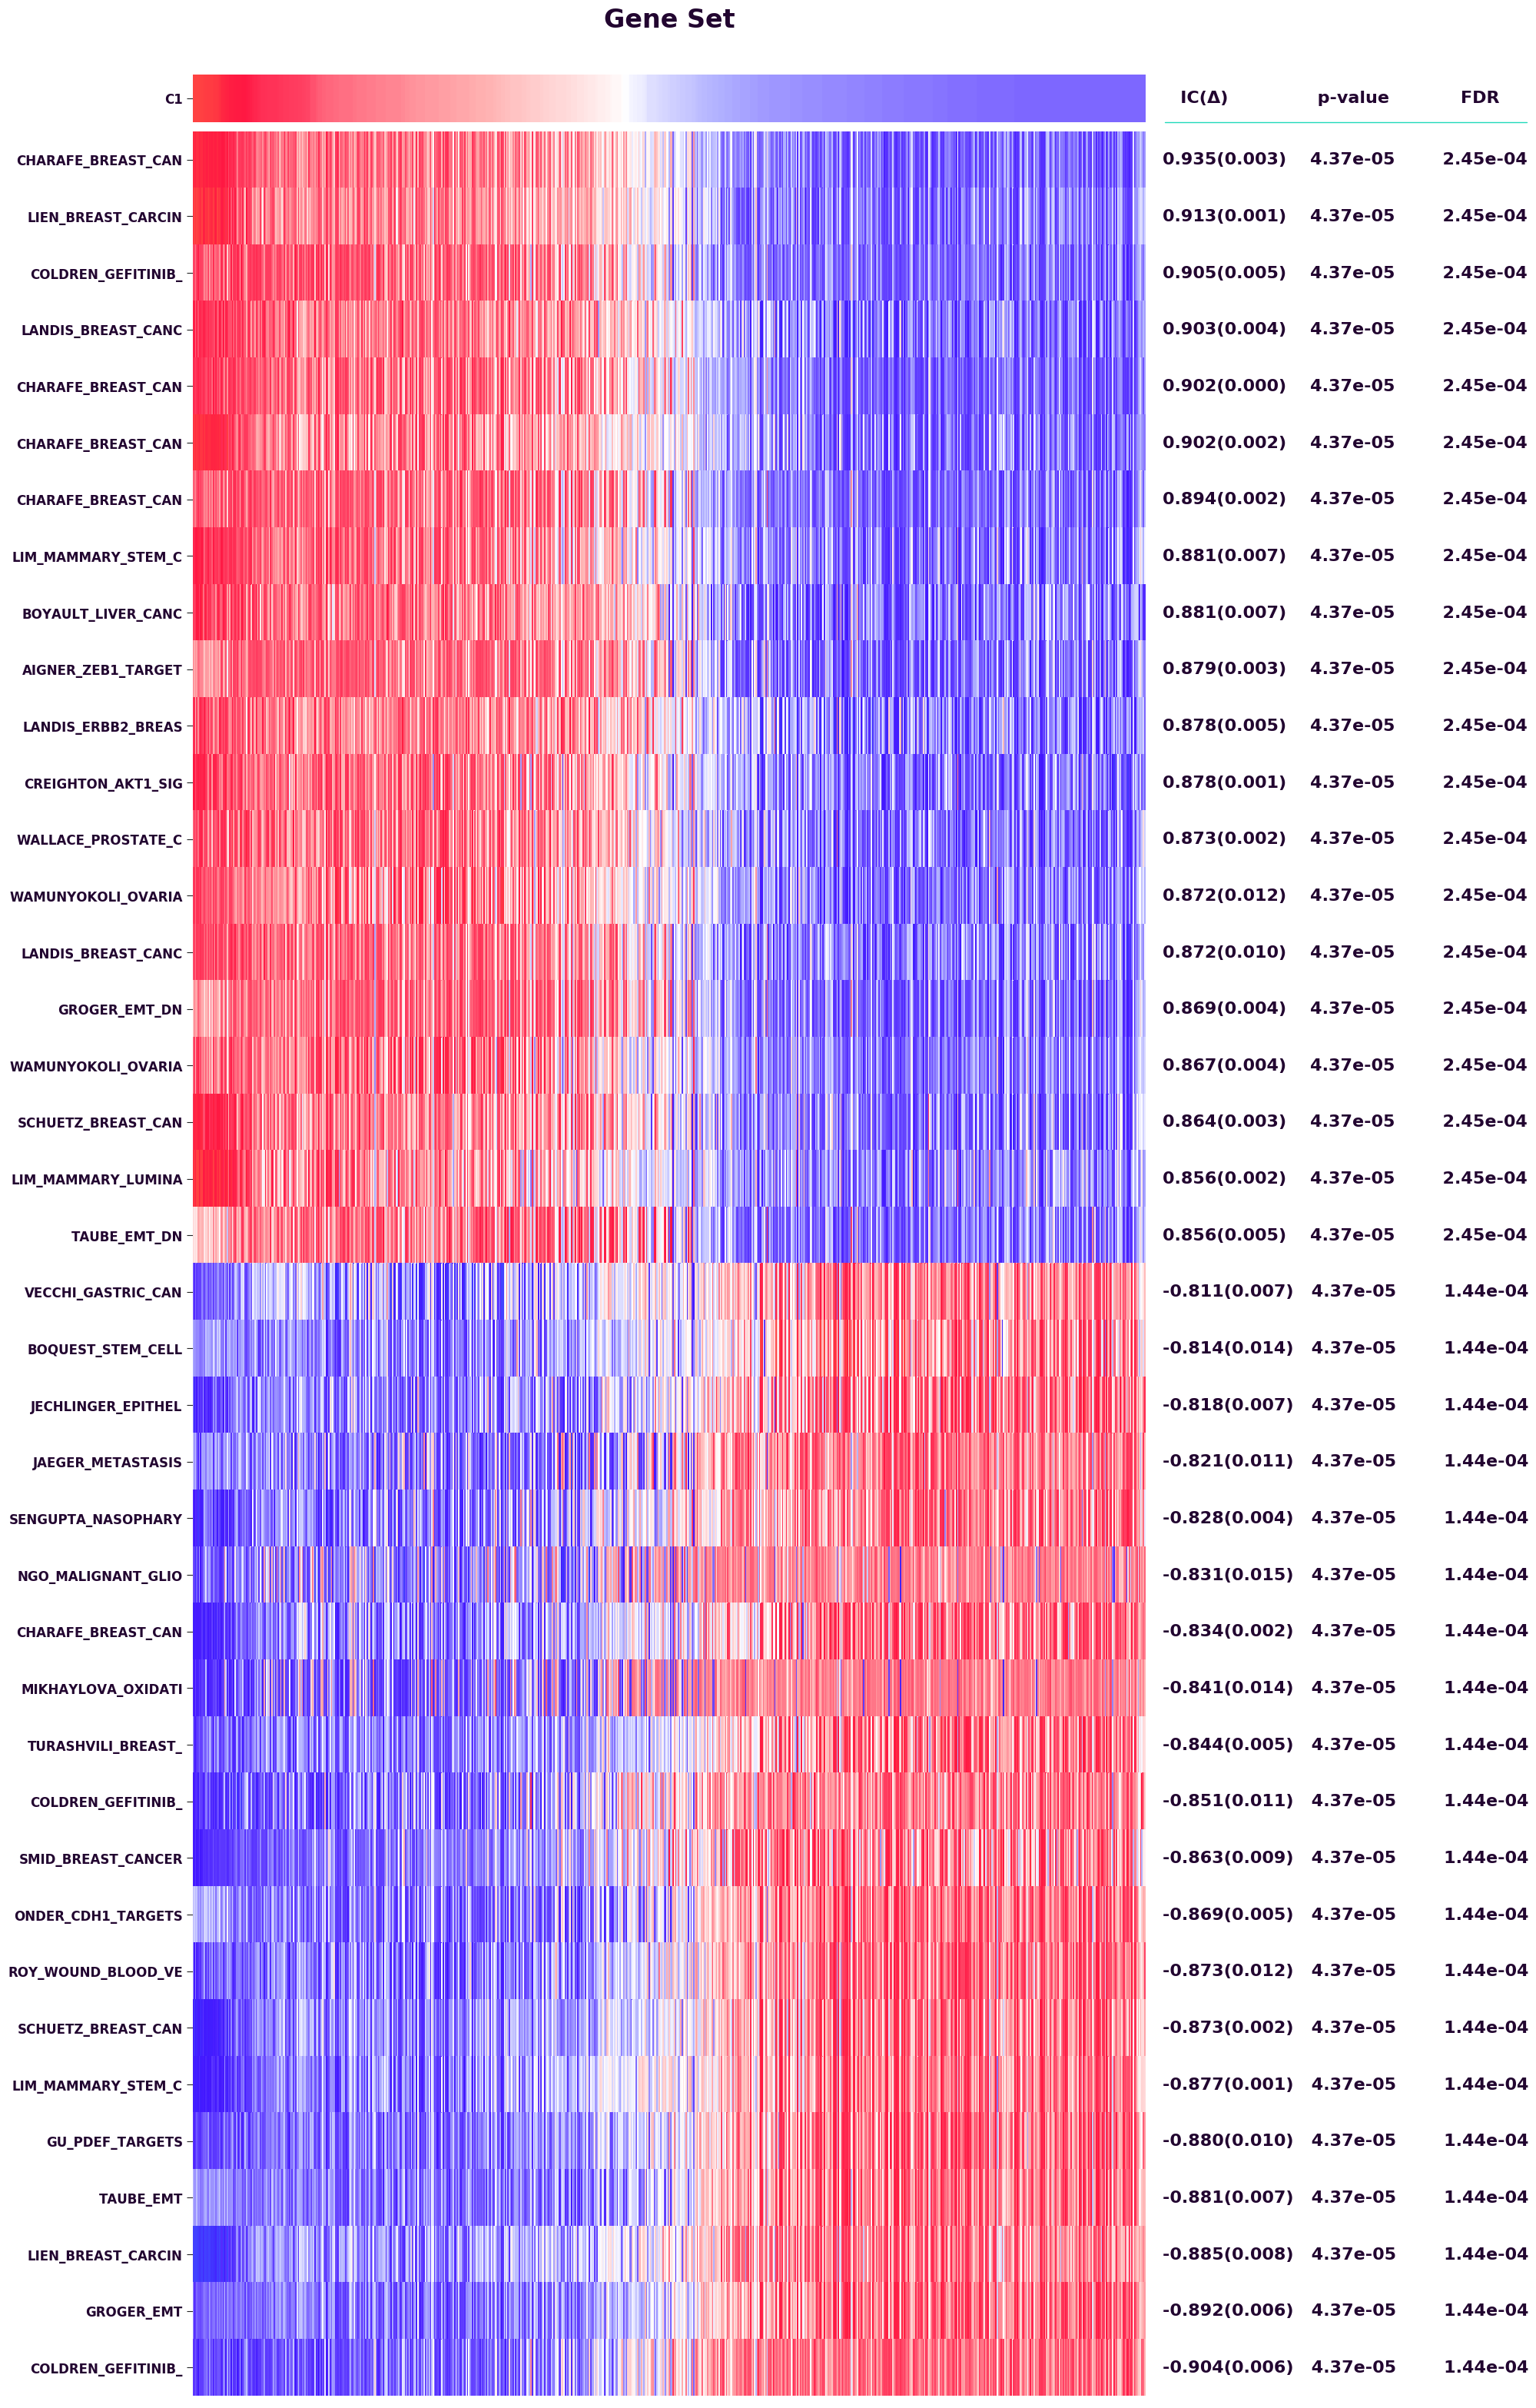 Gene Set
C1 IC(Δ) p-value FDR
CHARAFE_BREAST_CAN 0.935(0.003) 4.37e-05 2.45e-04
LIEN_BREAST_CARCIN 0.913(0.001) 4.37e-05 2.45e-04
COLDREN_GEFITINIB_ 0.905(0.005) 4.37e-05 2.45e-04
LANDIS_BREAST_CANC 0.903(0.004) 4.37e-05 2.45e-04
CHARAFE_BREAST_CAN 0.902(0.000) 4.37e-05 2.45e-04
CHARAFE_BREAST_CAN 0.902(0.002) 4.37e-05 2.45e-04
CHARAFE_BREAST_CAN 0.894(0.002) 4.37e-05 2.45e-04
LIM_MAMMARY_STEM_C 0.881(0.007) 4.37e-05 2.45e-04
BOYAULT_LIVER_CANC 0.881(0.007) 4.37e-05 2.45e-04
AIGNER_ZEB1_TARGET 0.879(0.003) 4.37e-05 2.45e-04
LANDIS_ERBB2_BREAS 0.878(0.005) 4.37e-05 2.45e-04
CREIGHTON_AKT1_SIG 0.878(0.001) 4.37e-05 2.45e-04
WALLACE_PROSTATE_C 0.873(0.002) 4.37e-05 2.45e-04
WAMUNYOKOLI_OVARIA 0.872(0.012) 4.37e-05 2.45e-04
LANDIS_BREAST_CANC 0.872(0.010) 4.37e-05 2.45e-04
GROGER_EMT_DN 0.869(0.004) 4.37e-05 2.45e-04
WAMUNYOKOLI_OVARIA 0.867(0.004) 4.37e-05 2.45e-04
SCHUETZ_BREAST_CAN 0.864(0.003) 4.37e-05 2.45e-04
LIM_MAMMARY_LUMINA 0.856(0.002) 4.37e-05 2.45e-04
TAUBE_EMT_DN 0.856(0.005) 4.37e-05 2.45e-04
VECCHI_GASTRIC_CAN -0.811(0.007) 4.37e-05 1.44e-04
BOQUEST_STEM_CELL -0.814(0.014) 4.37e-05 1.44e-04
JECHLINGER_EPITHEL -0.818(0.007) 4.37e-05 1.44e-04
JAEGER_METASTASIS -0.821(0.011) 4.37e-05 1.44e-04
SENGUPTA_NASOPHARY -0.828(0.004) 4.37e-05 1.44e-04
NGO_MALIGNANT_GLIO -0.831(0.015) 4.37e-05 1.44e-04
CHARAFE_BREAST_CAN -0.834(0.002) 4.37e-05 1.44e-04
MIKHAYLOVA_OXIDATI -0.841(0.014) 4.37e-05 1.44e-04
TURASHVILI_BREAST_ -0.844(0.005) 4.37e-05 1.44e-04
COLDREN_GEFITINIB_ -0.851(0.011) 4.37e-05 1.44e-04
SMID_BREAST_CANCER -0.863(0.009) 4.37e-05 1.44e-04
ONDER_CDH1_TARGETS -0.869(0.005) 4.37e-05 1.44e-04
ROY_WOUND_BLOOD_VE -0.873(0.012) 4.37e-05 1.44e-04
SCHUETZ_BREAST_CAN -0.873(0.002) 4.37e-05 1.44e-04
LIM_MAMMARY_STEM_C -0.877(0.001) 4.37e-05 1.44e-04
GU_PDEF_TARGETS -0.880(0.010) 4.37e-05 1.44e-04
TAUBE_EMT -0.881(0.007) 4.37e-05 1.44e-04
LIEN_BREAST_CARCIN -0.885(0.008) 4.37e-05 1.44e-04
GROGER_EMT -0.892(0.006) 4.37e-05 1.44e-04
COLDREN_GEFITINIB_ -0.904(0.006) 4.37e-05 1.44e-04